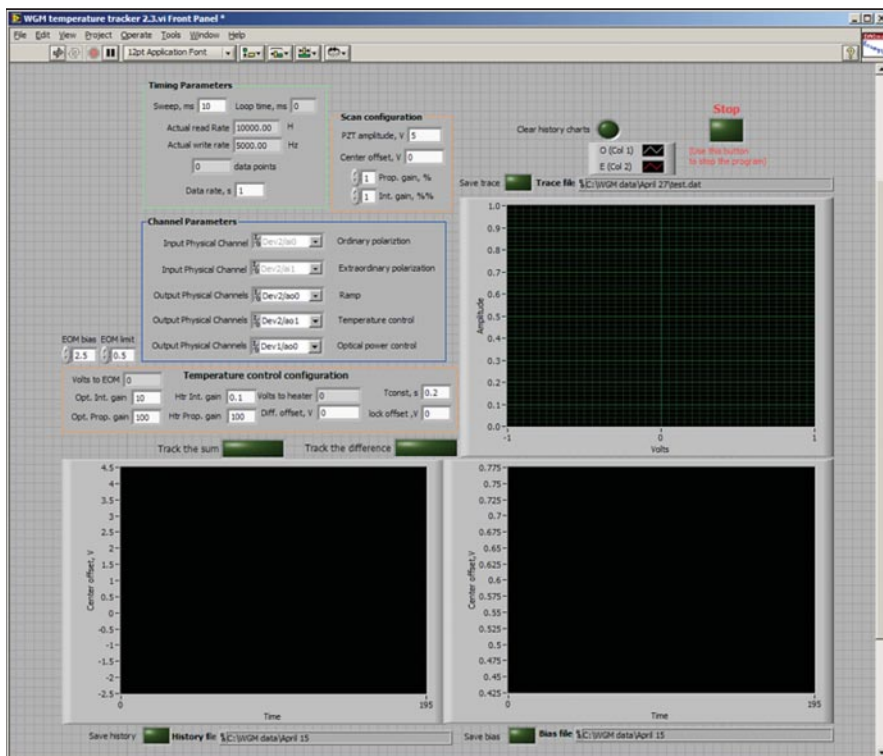 WGM temperature tracker 2.3.vi Front Panel *
File Edit View Project Operate Tools Window Help
12pt Application Font
Timing Parameters
Sweep, ms 10 Loop time, ms 0
Actual read Rate 10000.00 H
Actual write rate 5000.00 Hz
0 data points
Data rate, s 1
Scan configuration
PZT amplitude, V 5
Center offset, V 0
1 Prop. gain, %
1 Int. gain, %%
Stop
Clear history charts
(Use this button
to stop the program)
O (Col 1)
E (Col 2)
Save trace Trace file C:\WGM data\April 27\test.dat
Channel Parameters
Input Physical Channel Dev2/ai0 Ordinary polariztion
Input Physical Channel Dev2/ai1 Extraordinary polarization
Output Physical Channels Dev2/ao0 Ramp
Output Physical Channels Dev2/ao1 Temperature control
Output Physical Channels Dev1/ao0 Optical power control
EOM bias EOM limit
2.5 0.5
Temperature control configuration
Volts to EOM 0
Opt. Int. gain 10 Htr Int. gain 0.1 Volts to heater 0 Tconst, s 0.2
Opt. Prop. gain 100 Htr Prop. gain 100 Diff. offset, V 0 lock offset ,V 0
Track the sum Track the difference
Amplitude
1.0
0.9
0.8
0.7
0.6
0.5
0.4
0.3
0.2
0.1
0.0
-1 0 1
Volts
Center offset, V
4.5
4
3.5
3
2.5
2
1.5
1
0.5
0
-0.5
-1
-1.5
-2
-2.5
0 195
Time
Center offset,V
0.775
0.75
0.725
0.7
0.675
0.65
0.625
0.6
0.575
0.55
0.525
0.5
0.475
0.45
0.425
0 195
Time
Save history History file C:\WGM data\April 15
Save bias Bias file C:\WGM data\April 15